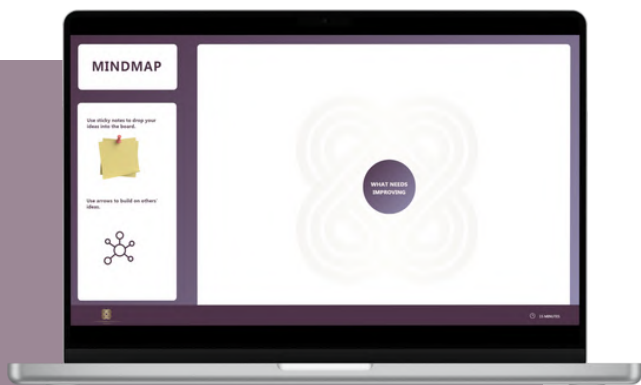 MINDMAP
Use sticky notes to drop your
ideas into the board.
Use arrows to build on others'
ideas.
WHAT NEEDS
IMPROVING
MINUTES